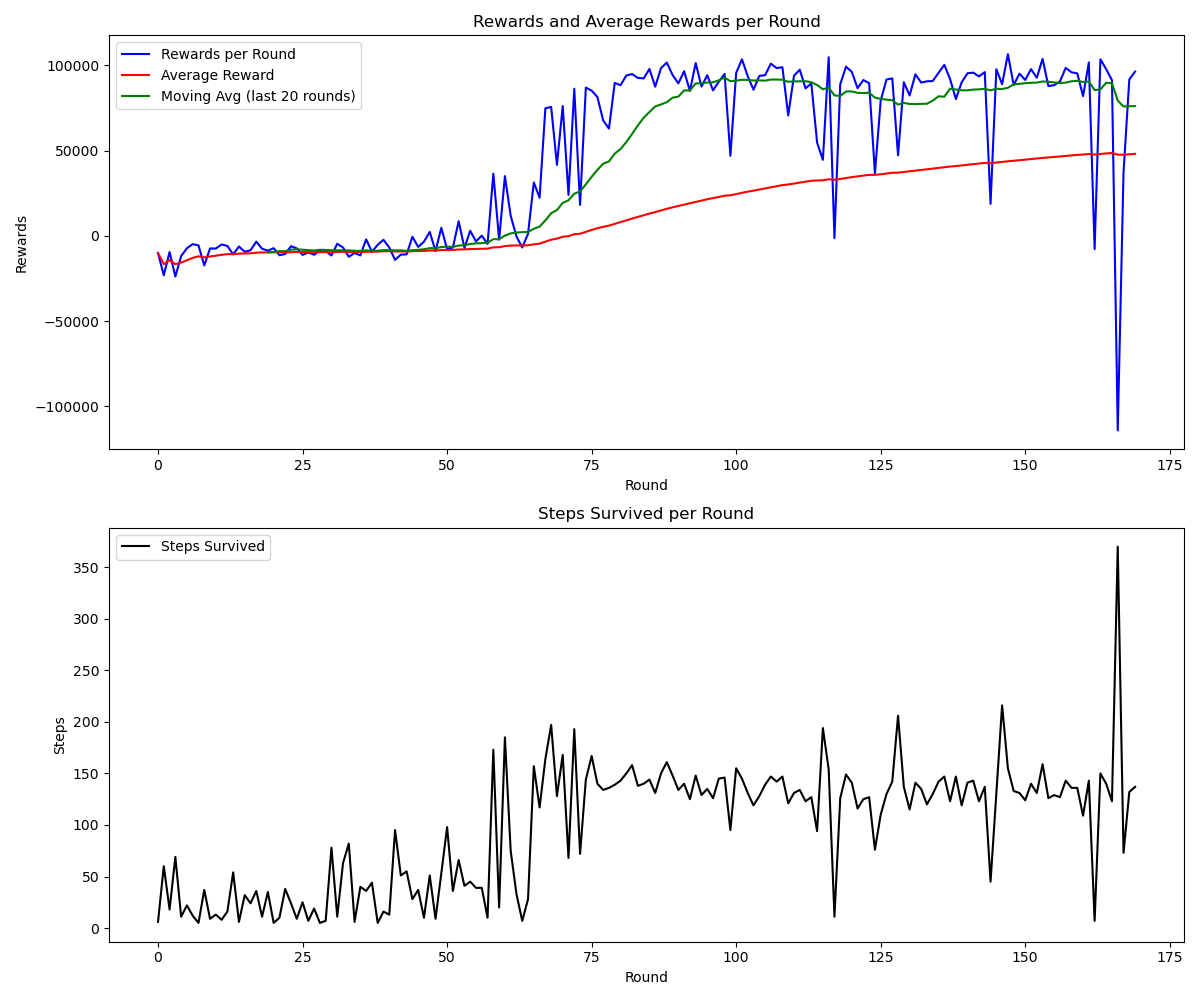 Rewards and Average Rewards per Round
Rewards per Round
Average Reward
Moving Avg (last 20 rounds)
100000
50000
0
−50000
−100000
Rewards
0 25 50 75 100 125 150 175
Round
Steps Survived per Round
Steps Survived
350
300
250
200
150
100
50
0
Steps
0 25 50 75 100 125 150 175
Round